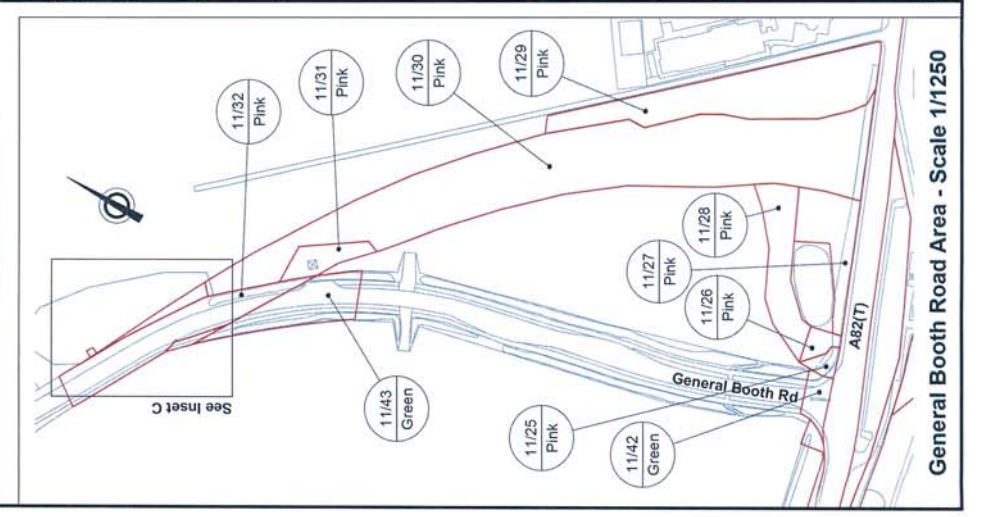 11/32
Pink
11/31
Pink
11/30
Pink
11/29
Pink
11/28
Pink
11/27
Pink
11/26
Pink
A82(T)
See Inset C
11/43
Green
General Booth Rd
11/25
Pink
11/42
Green
General Booth Road Area - Scale 1/1250